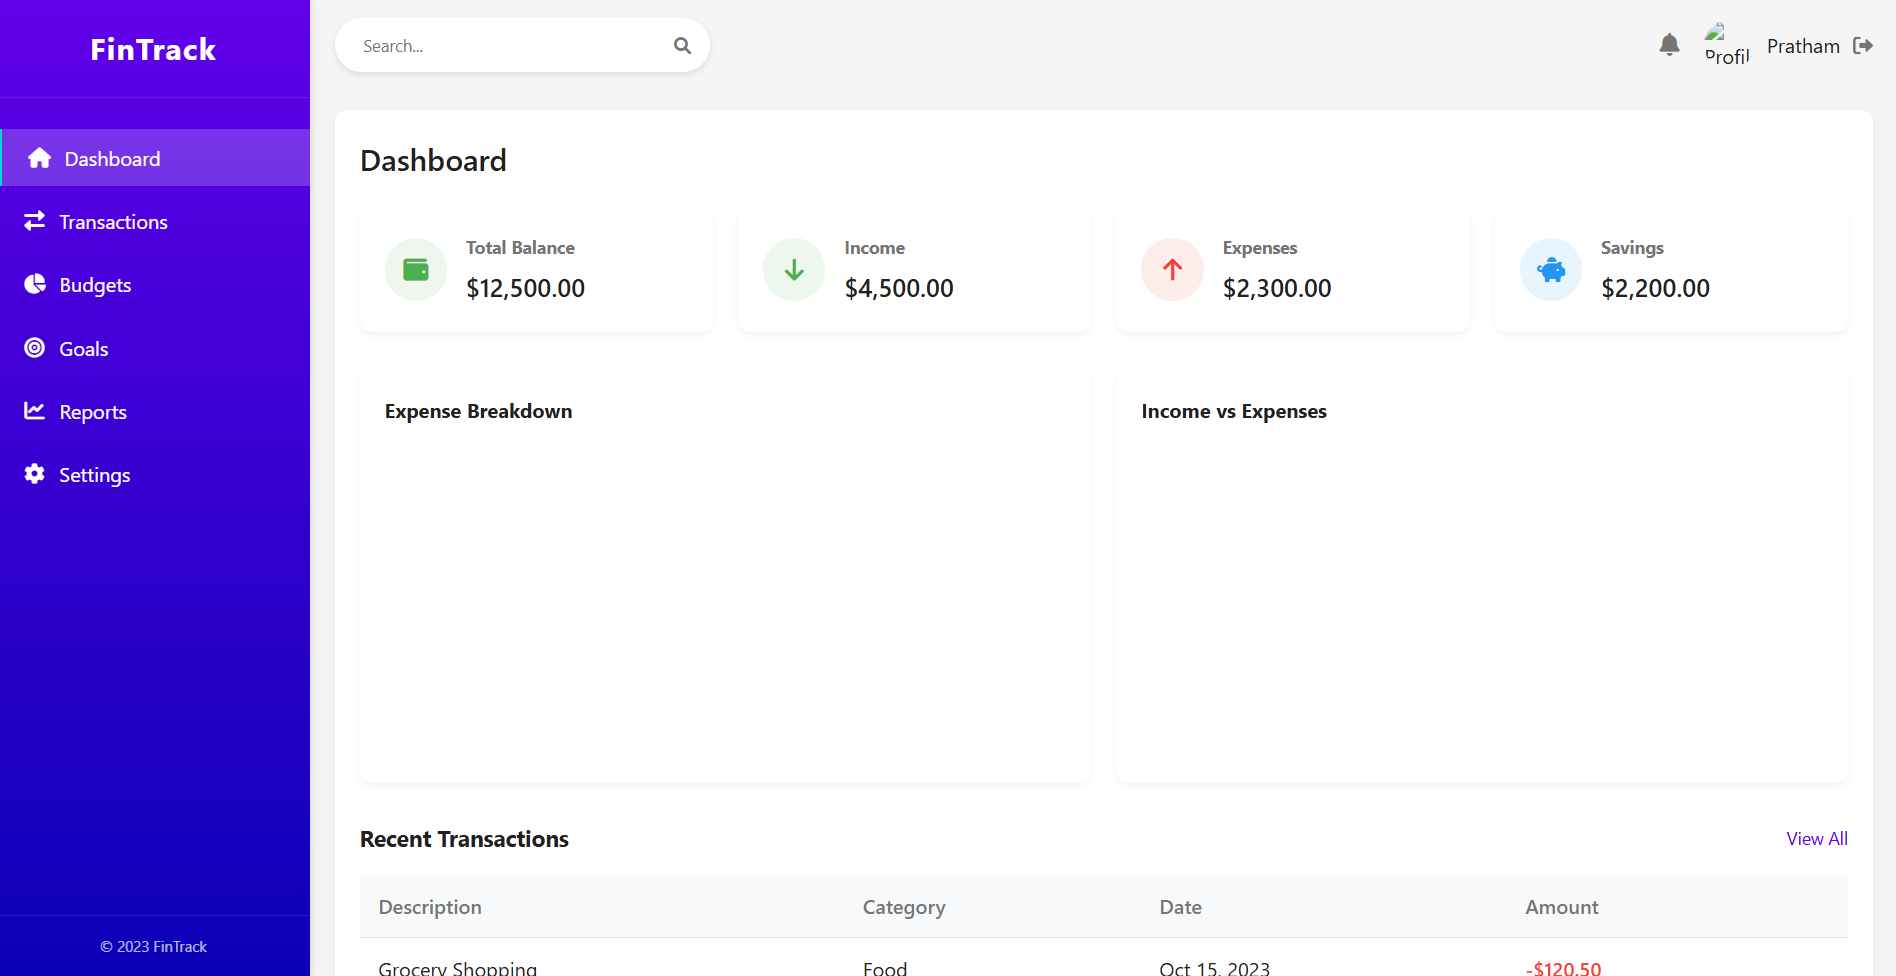 FinTrack
Search...
Profil
Pratham
Dashboard
Transactions
Budgets
Goals
Reports
Settings
© 2023 FinTrack
Dashboard
Total Balance
$12,500.00
Income
$4,500.00
Expenses
$2,300.00
Savings
$2,200.00
Expense Breakdown
Income vs Expenses
Recent Transactions
View All
Description Category Date Amount
Grocery Shopping Food Oct 15, 2023 -$120.50